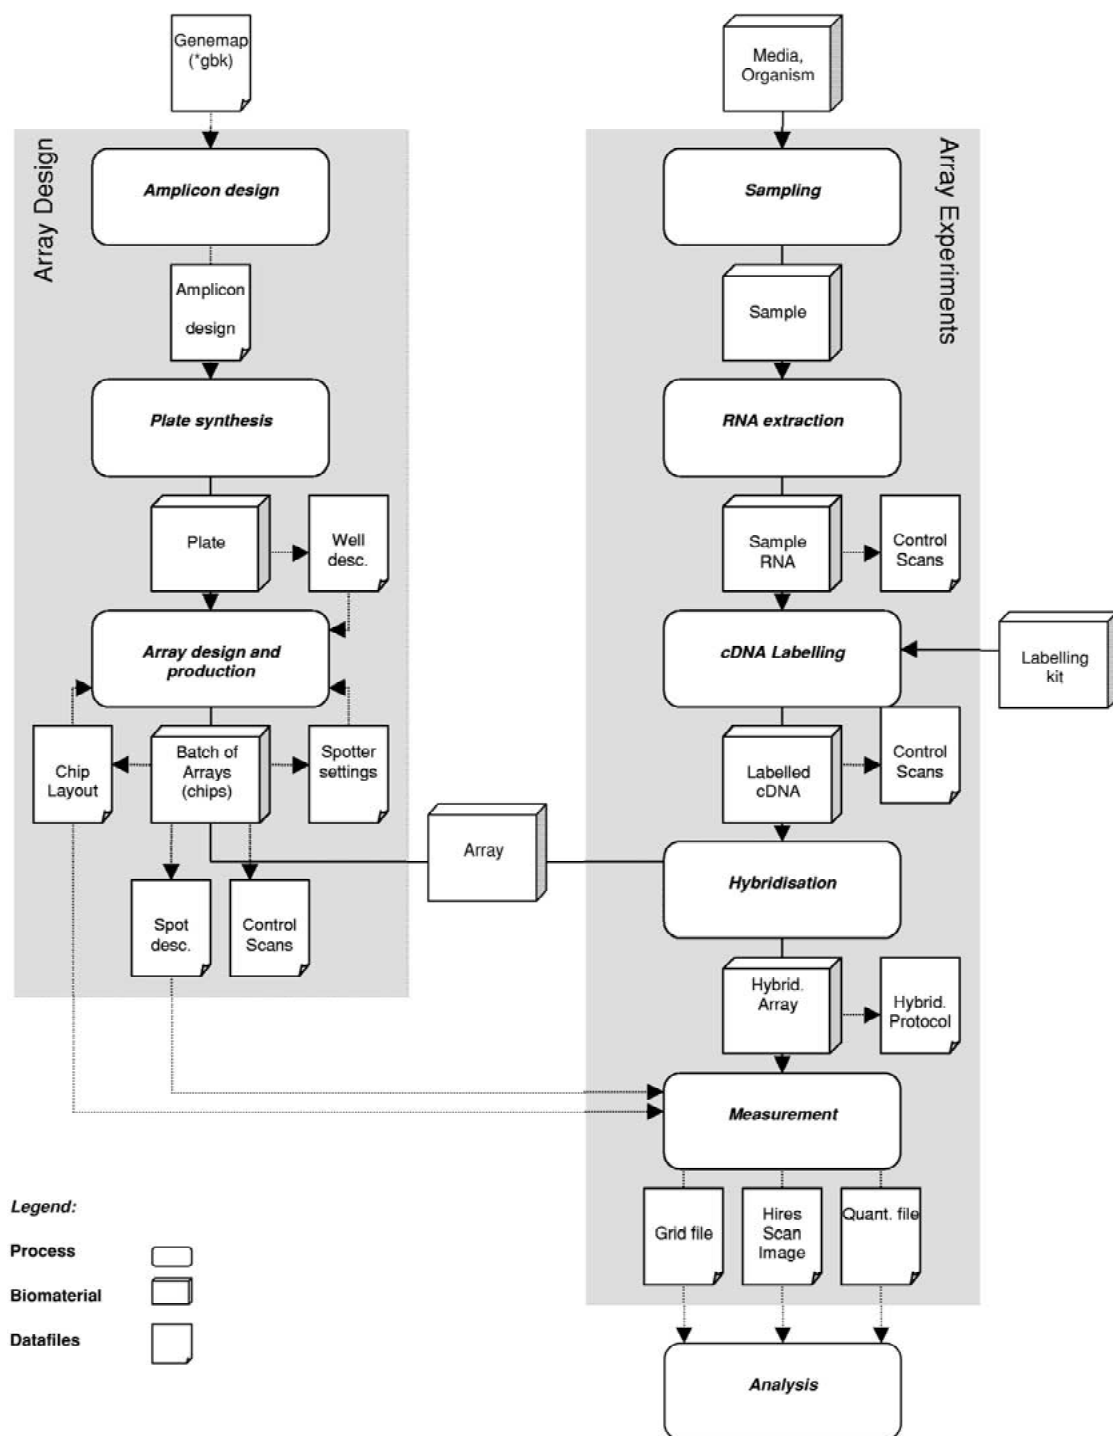 Genemap
(*gbk)
Media,
Organism
Array Design
Array Experiments
Amplicon design
Sampling
Amplicon
design
Sample
Plate synthesis
RNA extraction
Plate
Well
desc.
Sample
RNA
Control
Scans
Array design and
production
cDNA Labelling
Labelling
kit
Chip
Layout
Batch of
Arrays
(chips)
Spotter
settings
Labelled
cDNA
Control
Scans
Array
Hybridisation
Spot
desc.
Control
Scans
Hybrid.
Array
Hybrid.
Protocol
Measurement
Grid file
Hires
Scan
Image
Quant. file
Analysis
Legend:
Process
Biomaterial
Datafiles